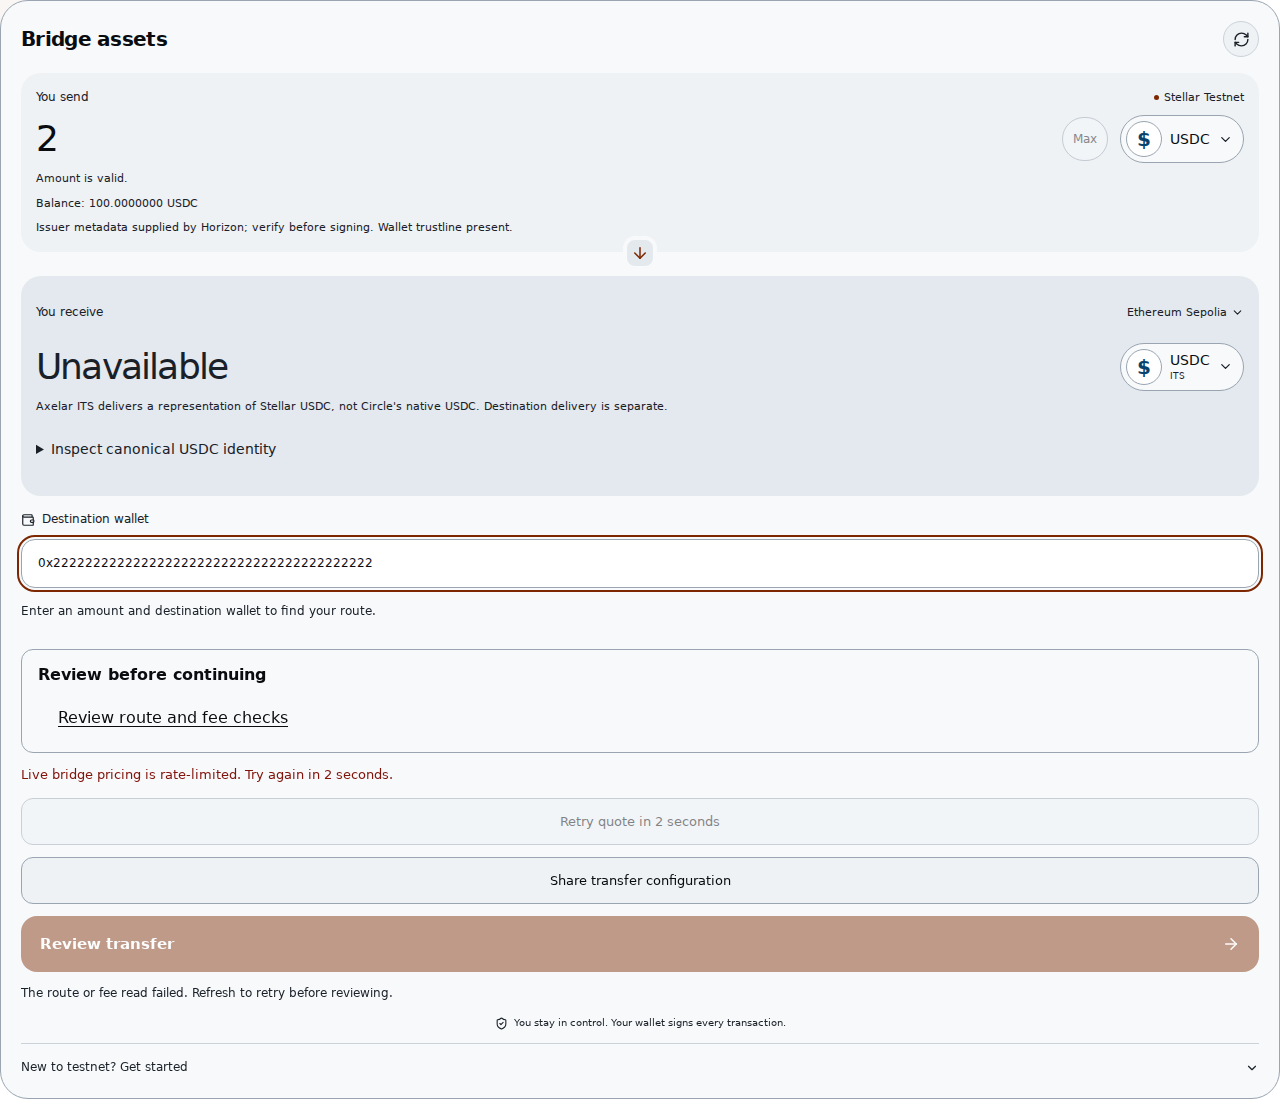 Bridge assets
You send
Stellar Testnet
2
Max
$ USDC
Amount is valid.
Balance: 100.0000000 USDC
Issuer metadata supplied by Horizon; verify before signing. Wallet trustline present.
You receive
Ethereum Sepolia
Unavailable
$ USDC
ITS
Axelar ITS delivers a representation of Stellar USDC, not Circle's native USDC. Destination delivery is separate.
Inspect canonical USDC identity
Destination wallet
0x2222222222222222222222222222222222222222
Enter an amount and destination wallet to find your route.
Review before continuing
Review route and fee checks
Live bridge pricing is rate-limited. Try again in 2 seconds.
Retry quote in 2 seconds
Share transfer configuration
Review transfer
The route or fee read failed. Refresh to retry before reviewing.
You stay in control. Your wallet signs every transaction.
New to testnet? Get started